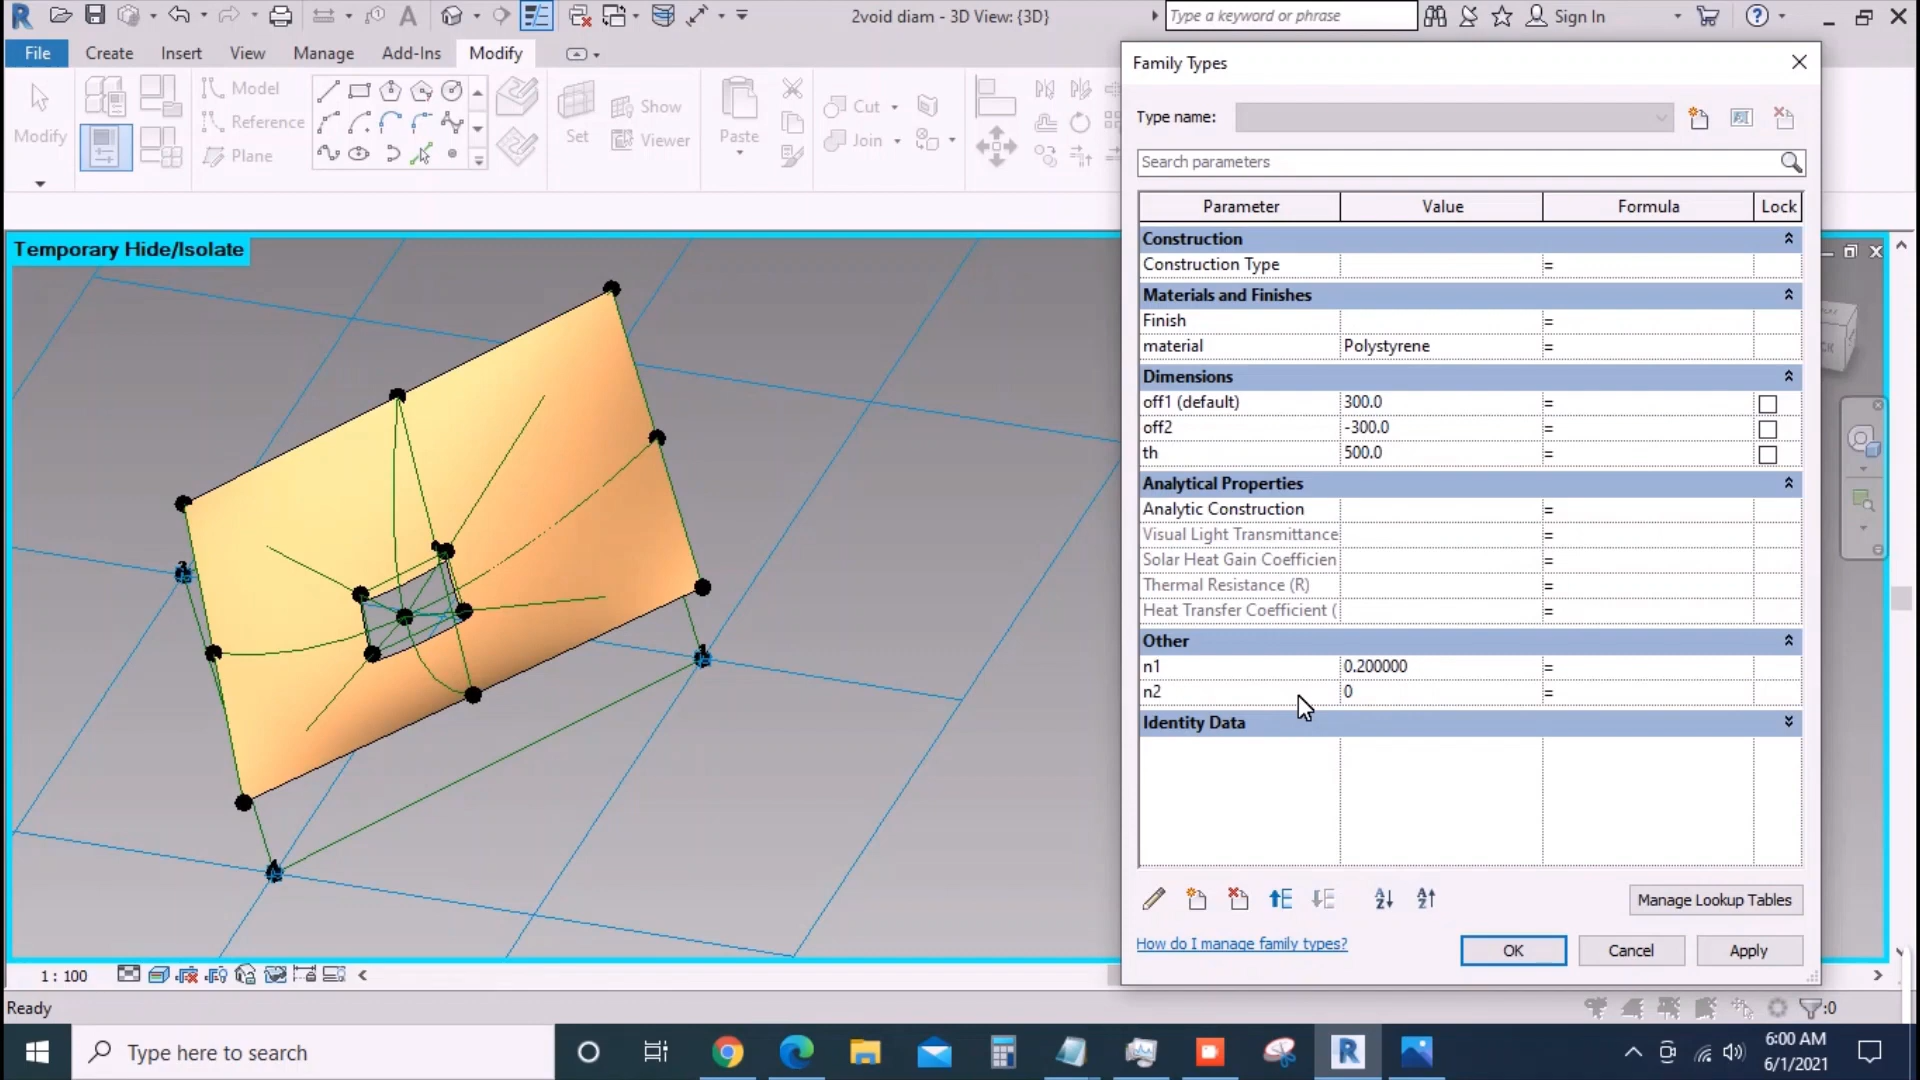 2void diam - 3D View: {3D}
Type a keyword or phrase
Sign In
File
Create
Insert
View
Manage
Add-Ins
Modify
Modify
Model
Reference
Plane
Set
Show
Viewer
Paste
Cut
Join
Temporary Hide/Isolate
3
1
Family Types
Type name:
Search parameters
Parameter Value Formula Lock
Construction
Construction Type =
Materials and Finishes
Finish =
material Polystyrene =
Dimensions
off1 (default) 300.0 =
off2 -300.0 =
th 500.0 =
Analytical Properties
Analytic Construction =
Visual Light Transmittance =
Solar Heat Gain Coefficien =
Thermal Resistance (R) =
Heat Transfer Coefficient ( =
Other
n1 0.200000 =
n2 0 =
Identity Data
Manage Lookup Tables
How do I manage family types?
OK
Cancel
Apply
1 : 100
Ready
:0
Type here to search
6:00 AM
6/1/2021